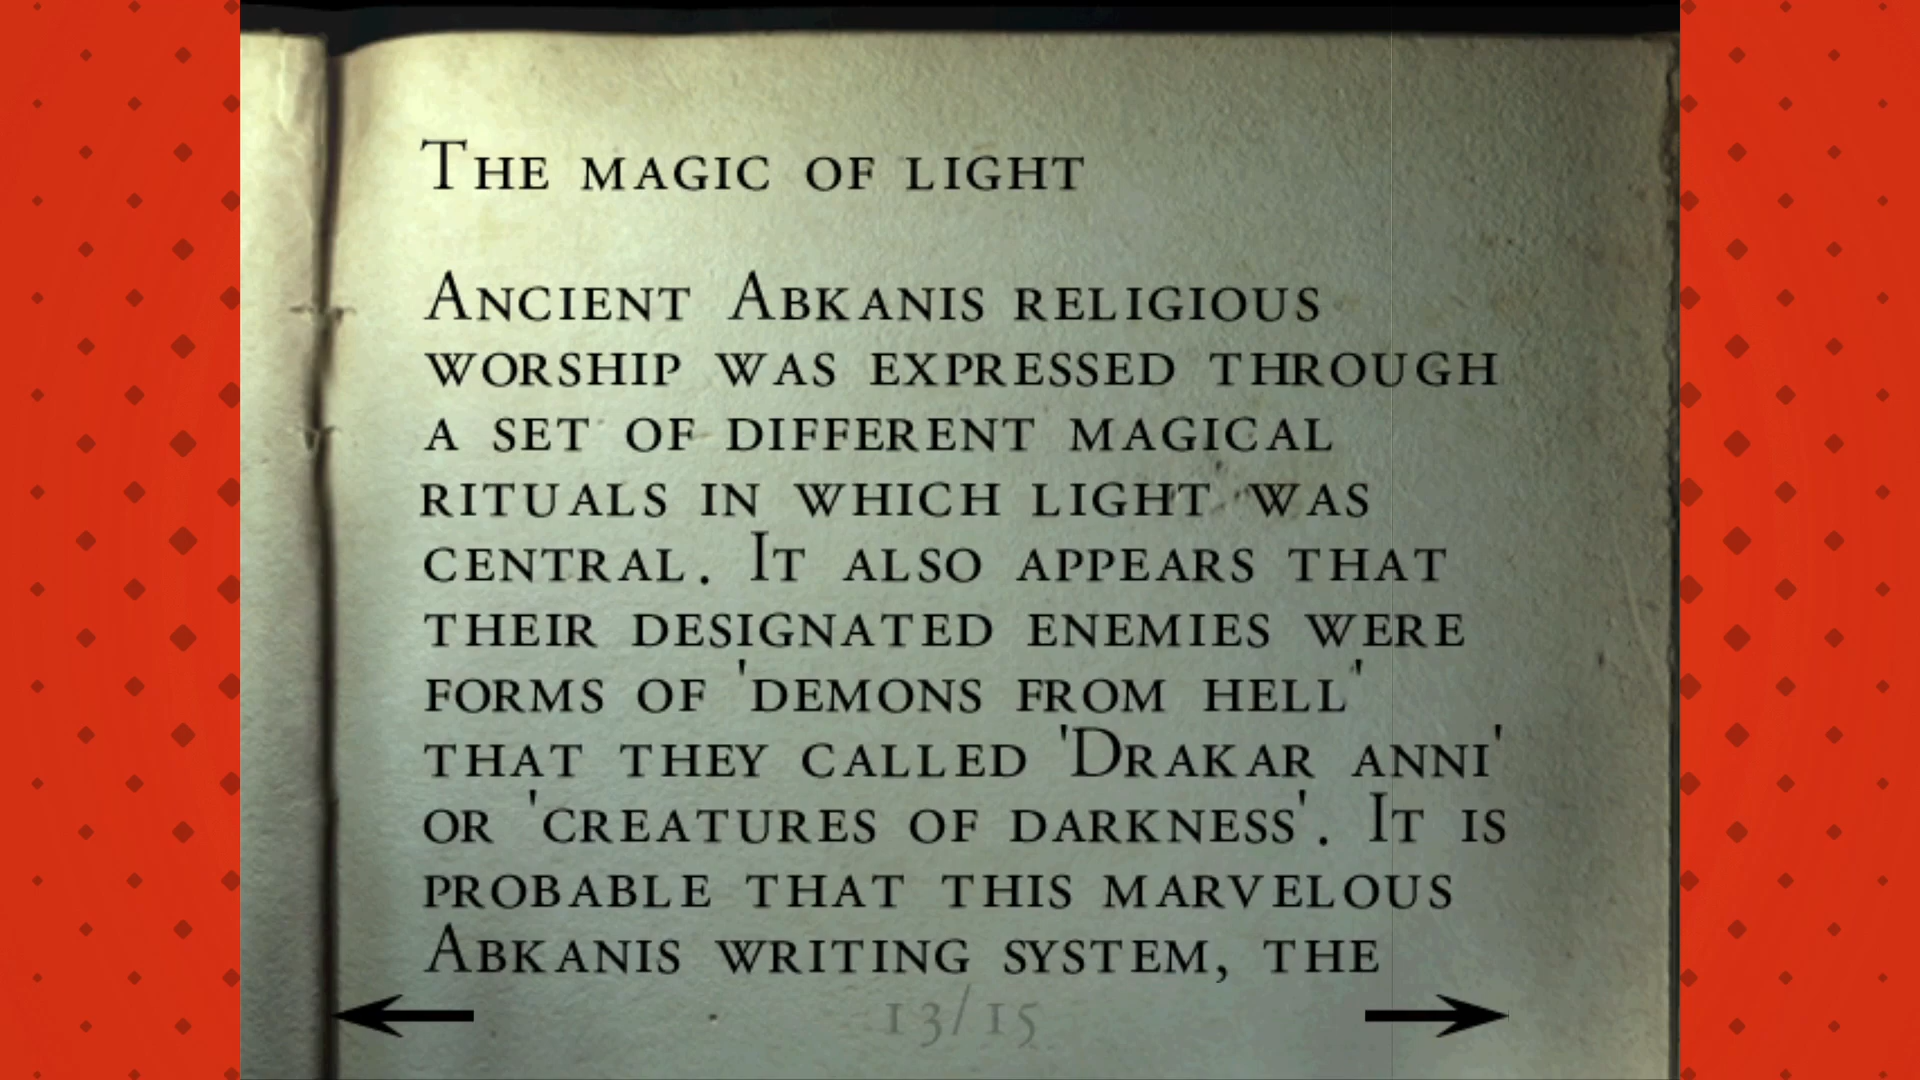 The magic of light
Ancient Abkanis religious
worship was expressed through
a set of different magical
rituals in which light was
central. It also appears that
their designated enemies were
forms of 'demons from hell'
that they called 'Drakar anni'
or 'creatures of darkness'. It is
probable that this marvelous
Abkanis writing system, the
13/15